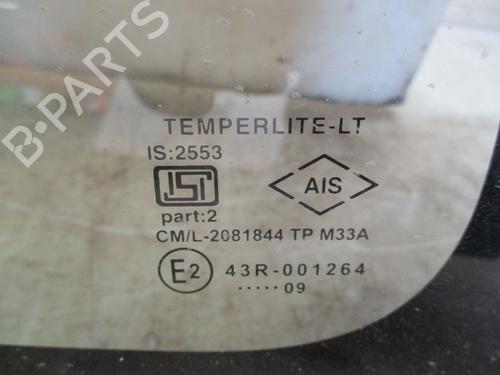 B-PARTS
TEMPERLITE-LT
IS:2553
ISI
AIS
part:2
CM/L-2081844 TP M33A
E2 43R-001264
.....09